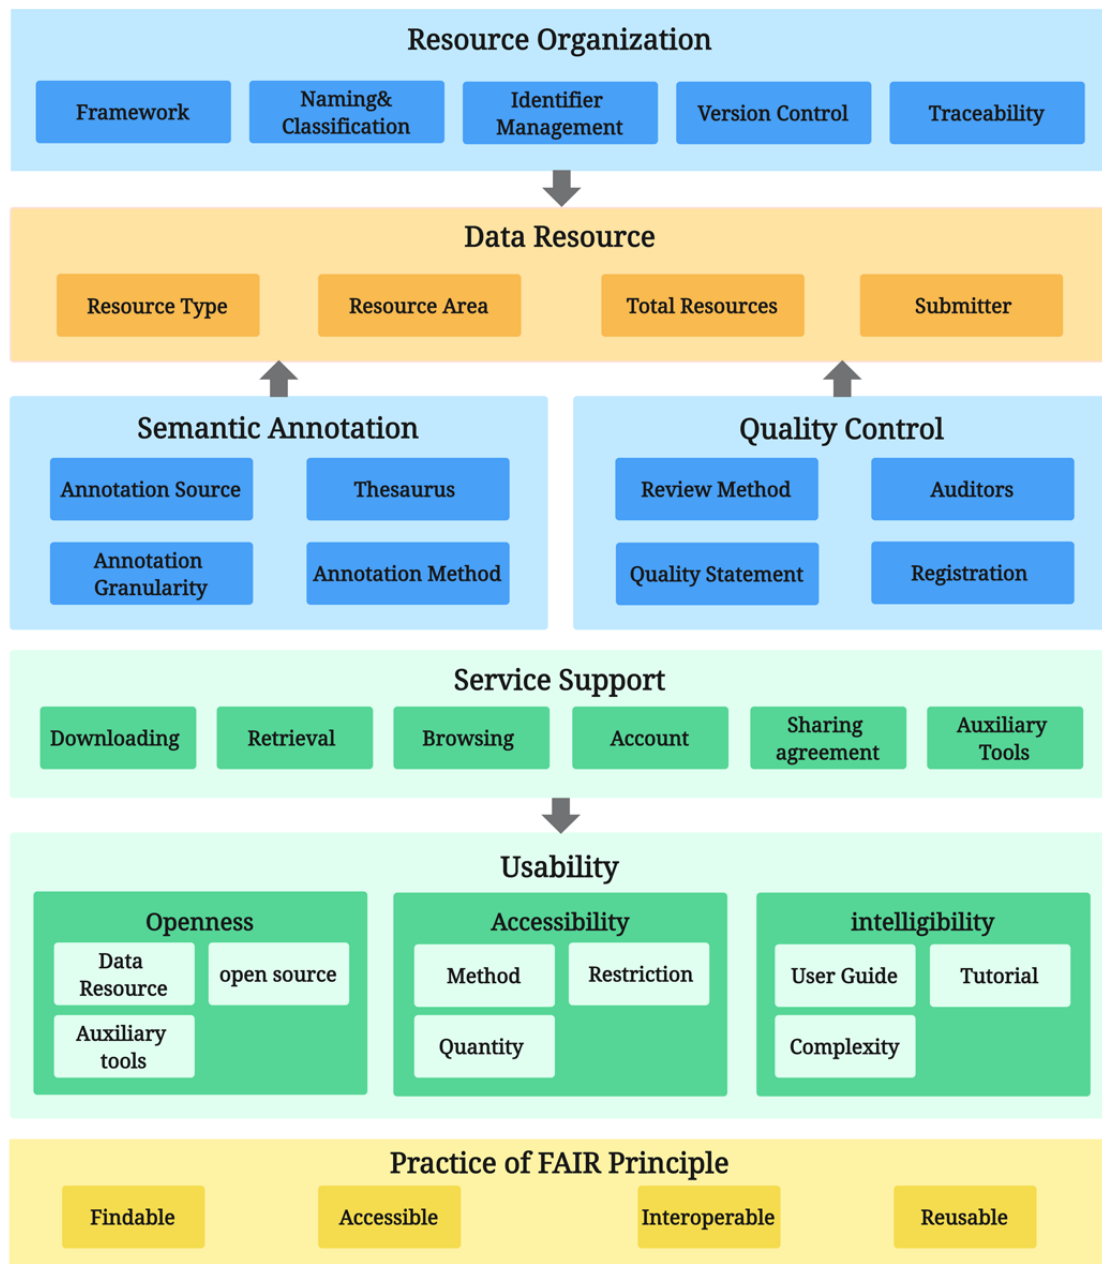 Resource Organization
Framework
Naming&
Classification
Identifier
Management
Version Control
Traceability
Data Resource
Resource Type
Resource Area
Total Resources
Submitter
Semantic Annotation
Annotation Source
Thesaurus
Annotation
Granularity
Annotation Method
Quality Control
Review Method
Auditors
Quality Statement
Registration
Service Support
Downloading
Retrieval
Browsing
Account
Sharing
agreement
Auxiliary
Tools
Usability
Openness
Data
Resource
open source
Auxiliary
tools
Accessibility
Method
Restriction
Quantity
intelligibility
User Guide
Tutorial
Complexity
Practice of FAIR Principle
Findable
Accessible
Interoperable
Reusable